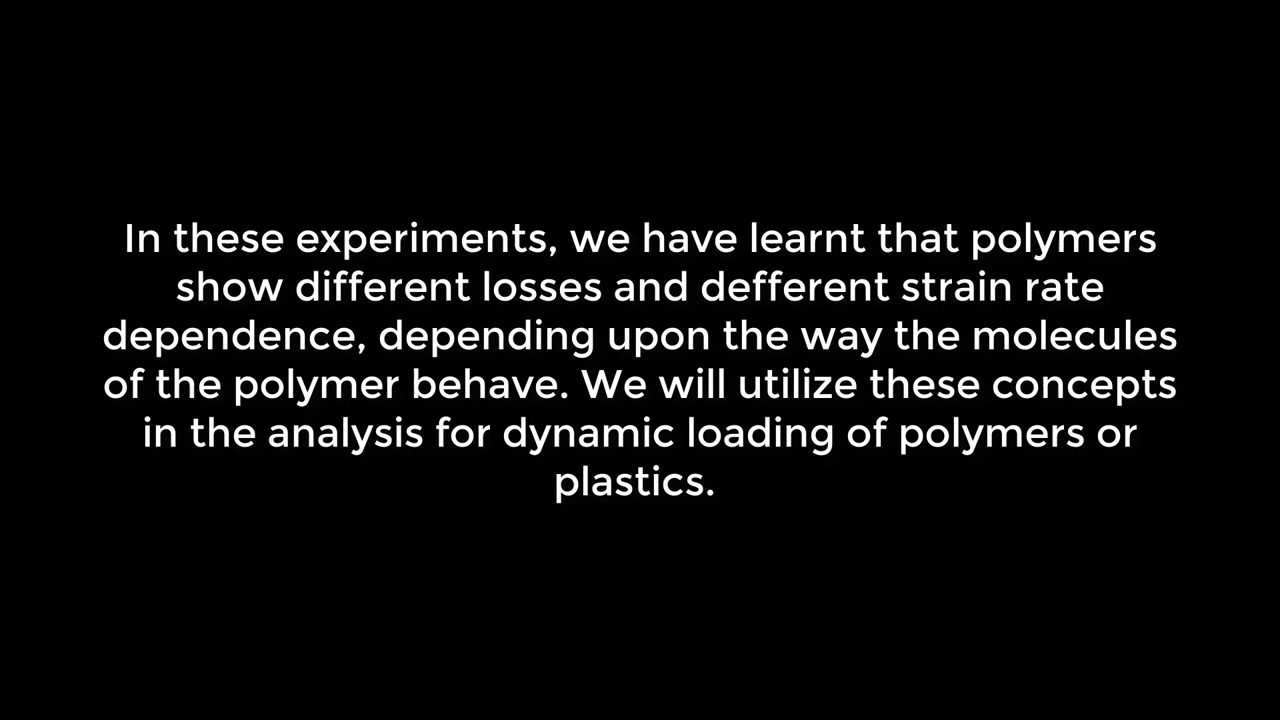 In these experiments, we have learnt that polymers
show different losses and defferent strain rate
dependence, depending upon the way the molecules
of the polymer behave. We will utilize these concepts
in the analysis for dynamic loading of polymers or
plastics.